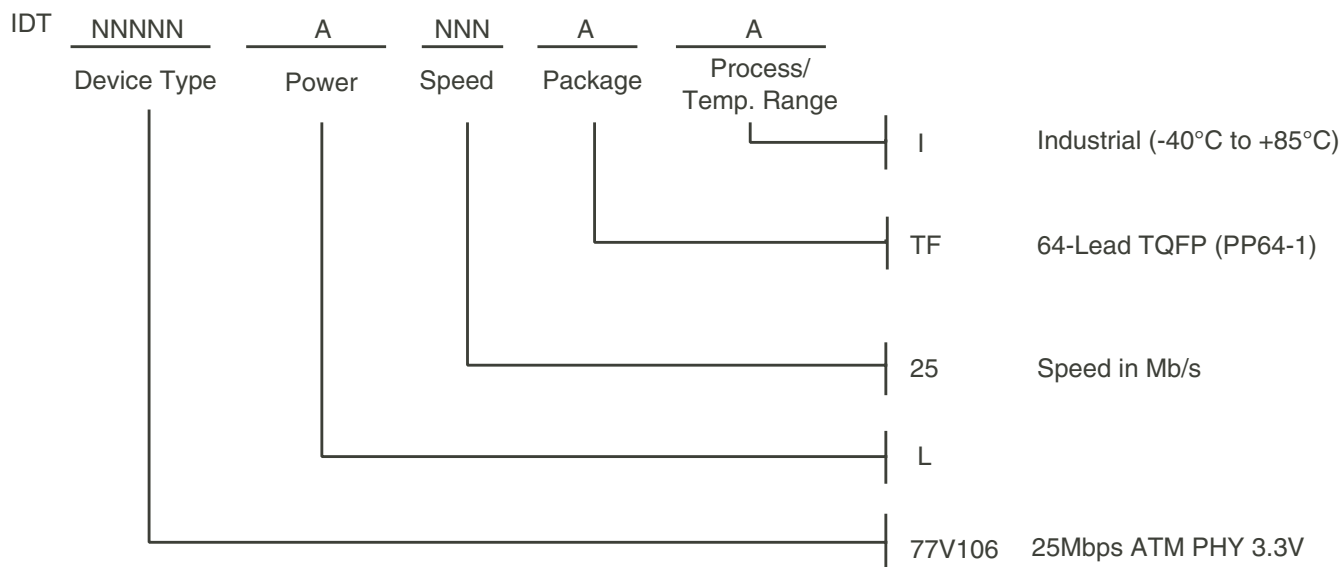 IDT NNNNN A NNN A A
Device Type Power Speed Package Process/
Temp. Range
I Industrial (-40°C to +85°C)
TF 64-Lead TQFP (PP64-1)
25 Speed in Mb/s
L
77V106 25Mbps ATM PHY 3.3V